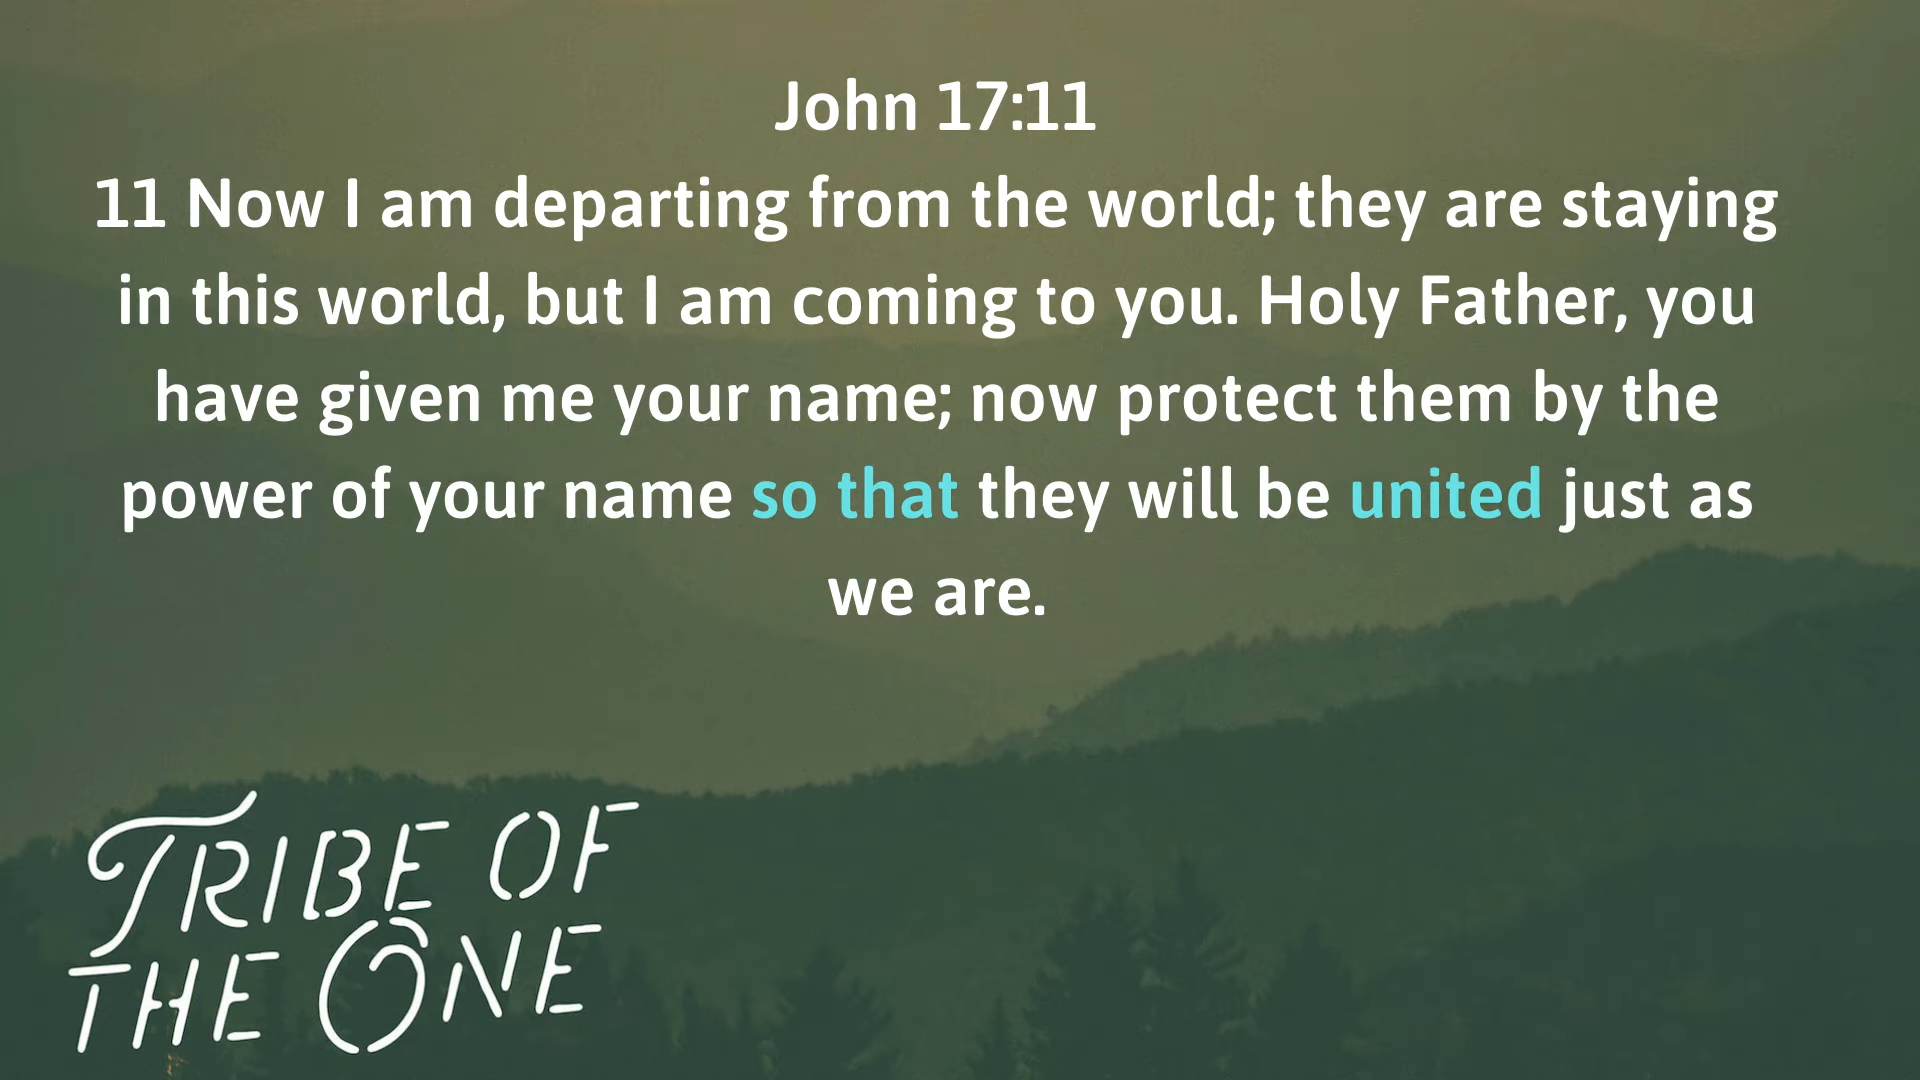 John 17:11
11 Now I am departing from the world; they are staying
in this world, but I am coming to you. Holy Father, you
have given me your name; now protect them by the
power of your name so that they will be united just as
we are.
TRIBE OF
THE ONE